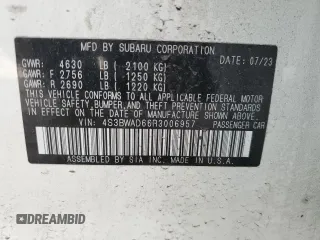 MFD BY SUBARU CORPORATION
DATE: 07/23
GVWR: 4630 LB ( 2100 KG)
GAWR: F 2756 LB ( 1250 KG)
GAWR: R 2690 LB ( 1220 KG)
THIS VEHICLE CONFORMS TO ALL APPLICABLE FEDERAL MOTOR
VEHICLE SAFETY, BUMPER, AND THEFT PREVENTION STANDARDS
IN EFFECT ON THE DATE OF MANUFACTURE SHOWN ABOVE.
VIN: 4S3BWAD66R3006957
PASSENGER CAR
ASSEMBLED BY SIA, INC. MADE IN U.S.A.